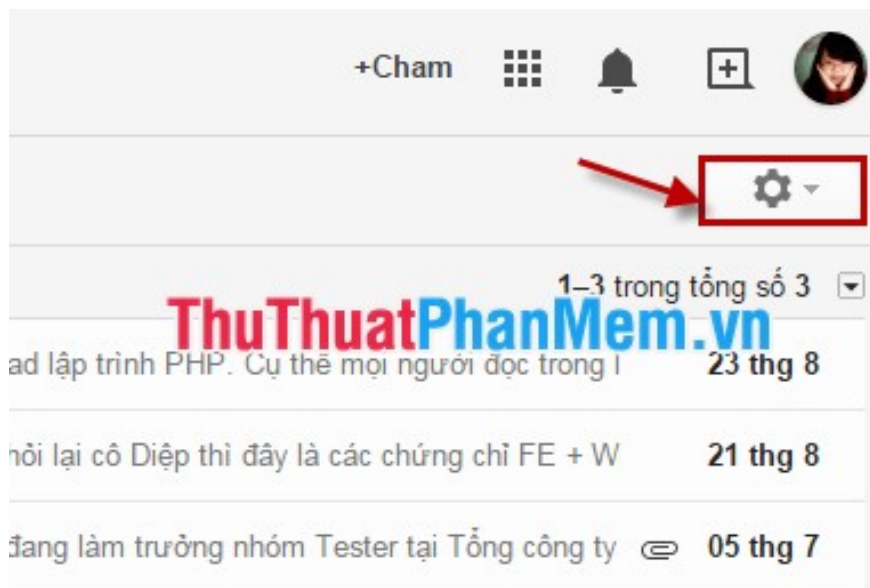 +Cham
1–3 trong tổng số 3
ThuThuatPhanMem.vn
ad lập trình PHP. Cụ thể mọi người đọc trong 23 thg 8
lại cô Diệp thì đây là các chứng chỉ FE + W 21 thg 8
đang làm trưởng nhóm Tester tại Tổng công ty 05 thg 7